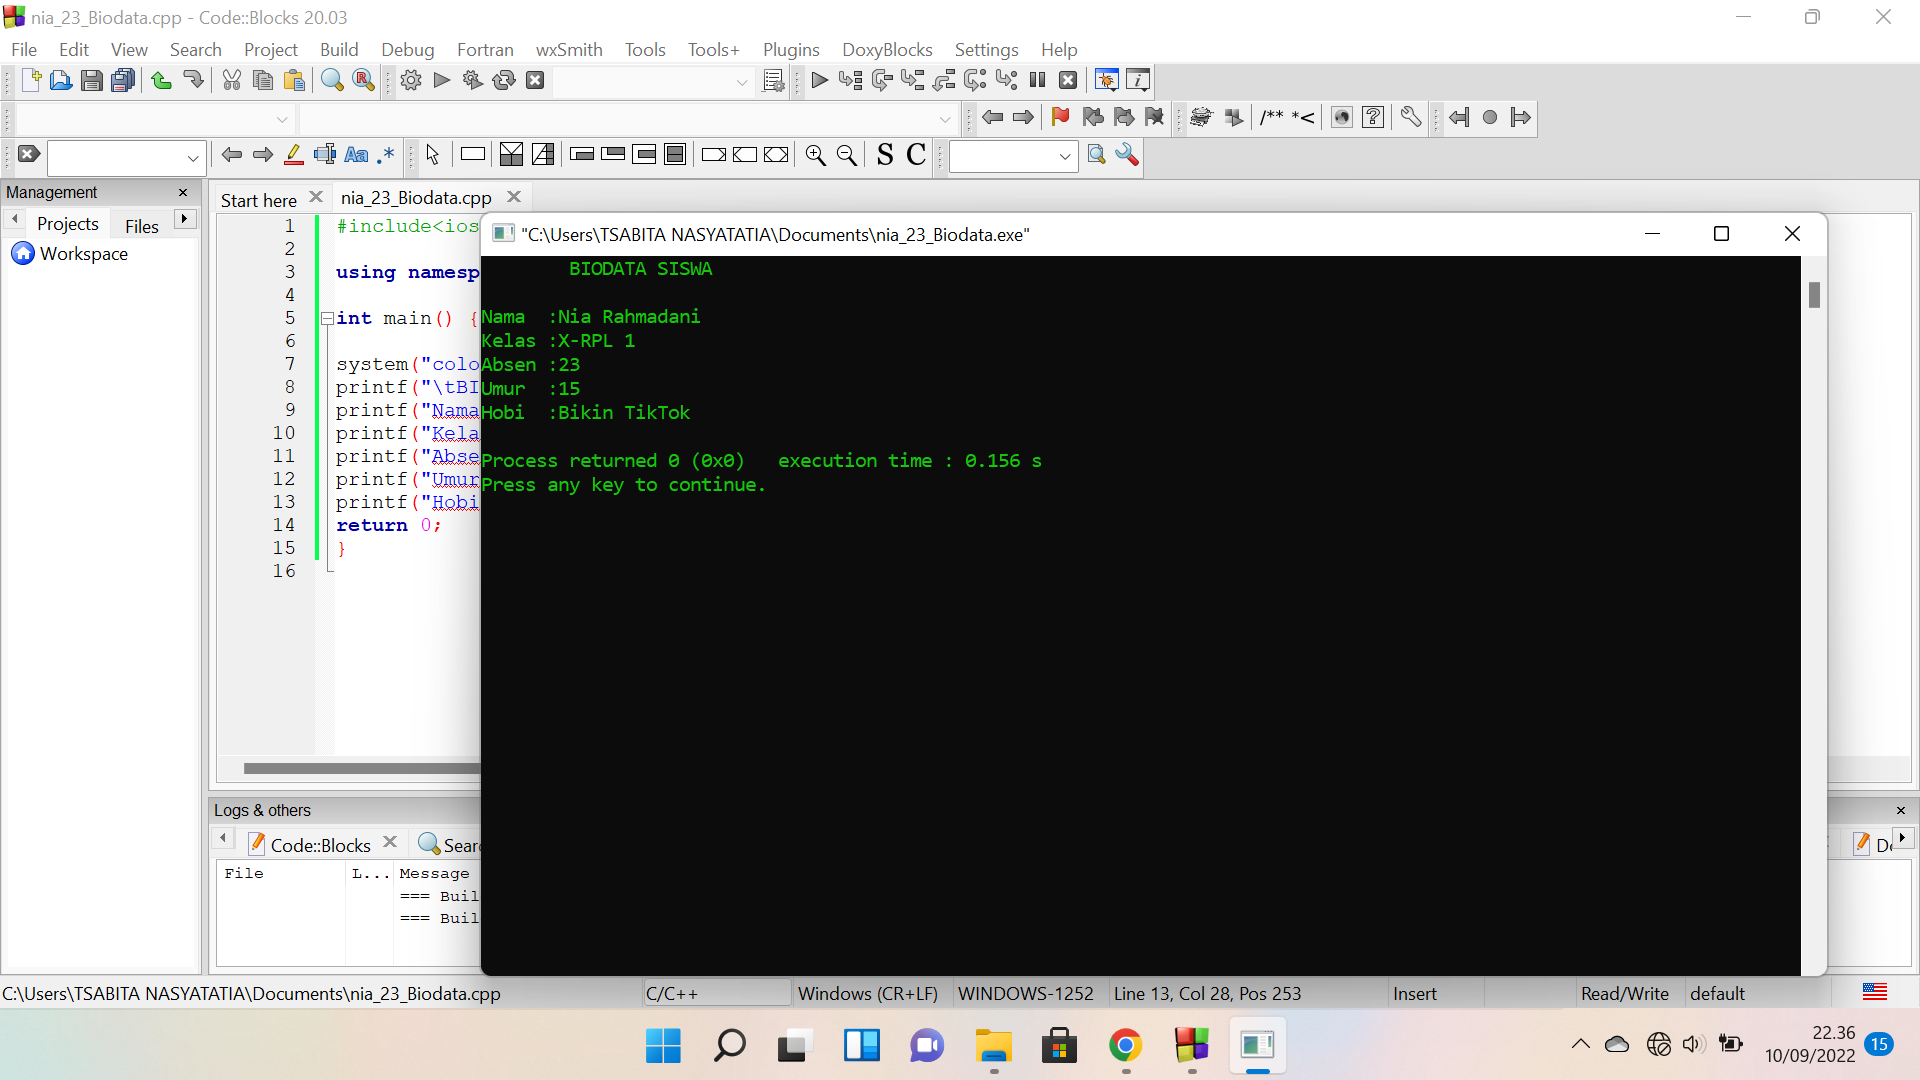 nia_23_Biodata.cpp - Code::Blocks 20.03
File Edit View Search Project Build Debug Fortran wxSmith Tools Tools+ Plugins DoxyBlocks Settings Help
/** *<
Aa .* S C
Management
Projects Files
Workspace
Start here nia_23_Biodata.cpp
1 #include<ios
2
3 using namesp
4
5 int main() {
6
7 system("colo
8 printf("\tBI
9 printf("Nama
10 printf("Kela
11 printf("Abse
12 printf("Umur
13 printf("Hobi
14 return 0;
15 }
16
"C:\Users\TSABITA NASYATATIA\Documents\nia_23_Biodata.exe"
BIODATA SISWA
Nama :Nia Rahmadani
Kelas :X-RPL 1
Absen :23
Umur :15
Hobi :Bikin TikTok
Process returned 0 (0x0) execution time : 0.156 s
Press any key to continue.
Logs & others
Code::Blocks Sear
File L... Message
=== Buil
=== Buil
C:\Users\TSABITA NASYATATIA\Documents\nia_23_Biodata.cpp C/C++ Windows (CR+LF) WINDOWS-1252 Line 13, Col 28, Pos 253 Insert Read/Write default
22.36
10/09/2022 15